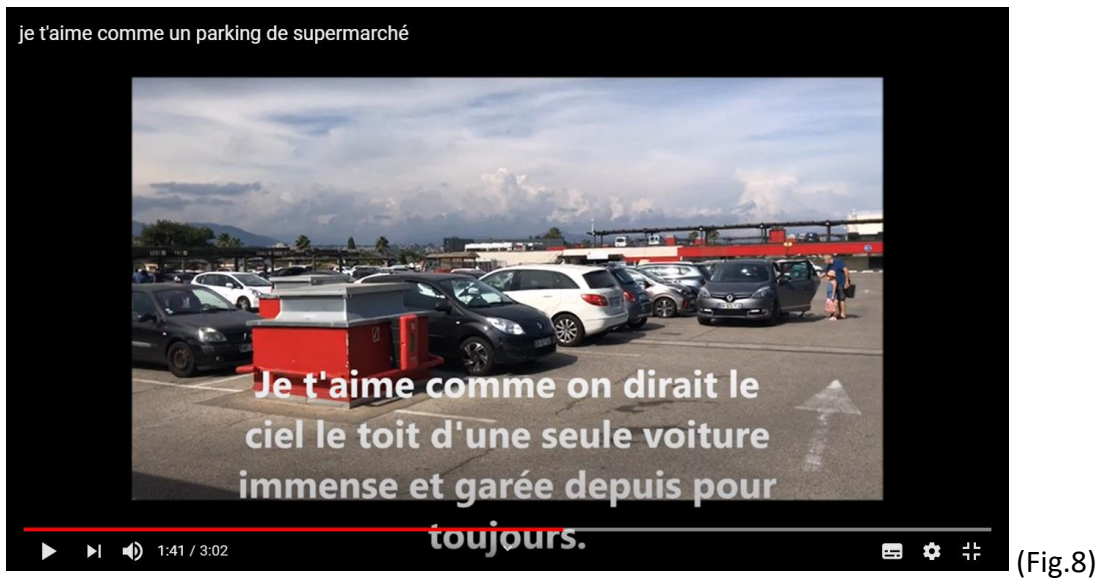 je t'aime comme un parking de supermarché
Je t'aime comme on dirait le
ciel le toit d'une seule voiture
immense et garée depuis pour
toujours.
1:41 / 3:02
(Fig.8)